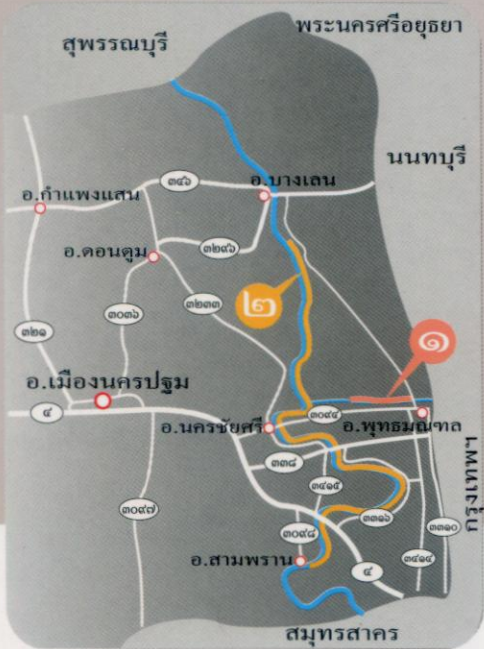 พระนครศรีอยุธยา
สุพรรณบุรี
นนทบุรี
๓๔๖
อ.บางเลน
อ.กำแพงแสน
๓๒๙๖
อ.ดอนตูม
๓๐๓๖
๓๒๓๓
๒
๓๒๑
๑
อ.เมืองนครปฐม
๔
๓๐๙๔
อ.นครชัยศรี
อ.พุทธมณฑล
๓๓๘
๓๔๑๕
กรุงเทพฯ
๓๐๙๗
๓๓๑๖
๓๓๑๐
๓๐๙๘
๓๔๑๔
อ.สามพราน
๔
สมุทรสาคร